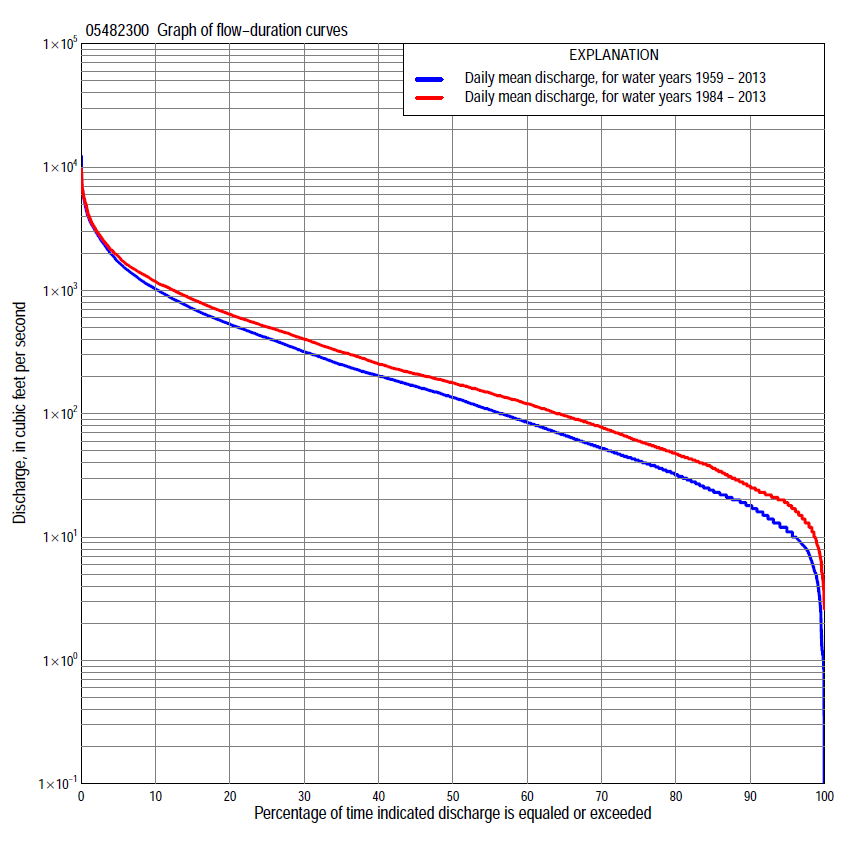 05482300 Graph of flow–duration curves
EXPLANATION
Daily mean discharge, for water years 1959 – 2013
Daily mean discharge, for water years 1984 – 2013
Discharge, in cubic feet per second
1×10⁵
1×10⁴
1×10³
1×10²
1×10¹
1×10⁰
1×10⁻¹
0 10 20 30 40 50 60 70 80 90 100
Percentage of time indicated discharge is equaled or exceeded